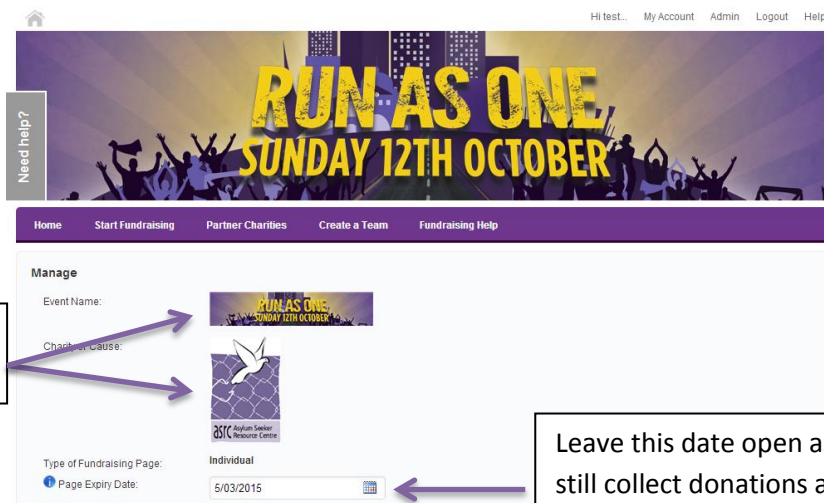 Hi test... My Account Admin Logout Help
RUN AS ONE
SUNDAY 12TH OCTOBER
Need help?
Home Start Fundraising Partner Charities Create a Team Fundraising Help
Manage
Event Name:
RUN AS ONE
SUNDAY 12TH OCTOBER
Charity or Cause:
asrc Asylum Seeker
Resource Centre
Type of Fundraising Page: Individual
Page Expiry Date: 5/03/2015
Leave this date open a
still collect donations a